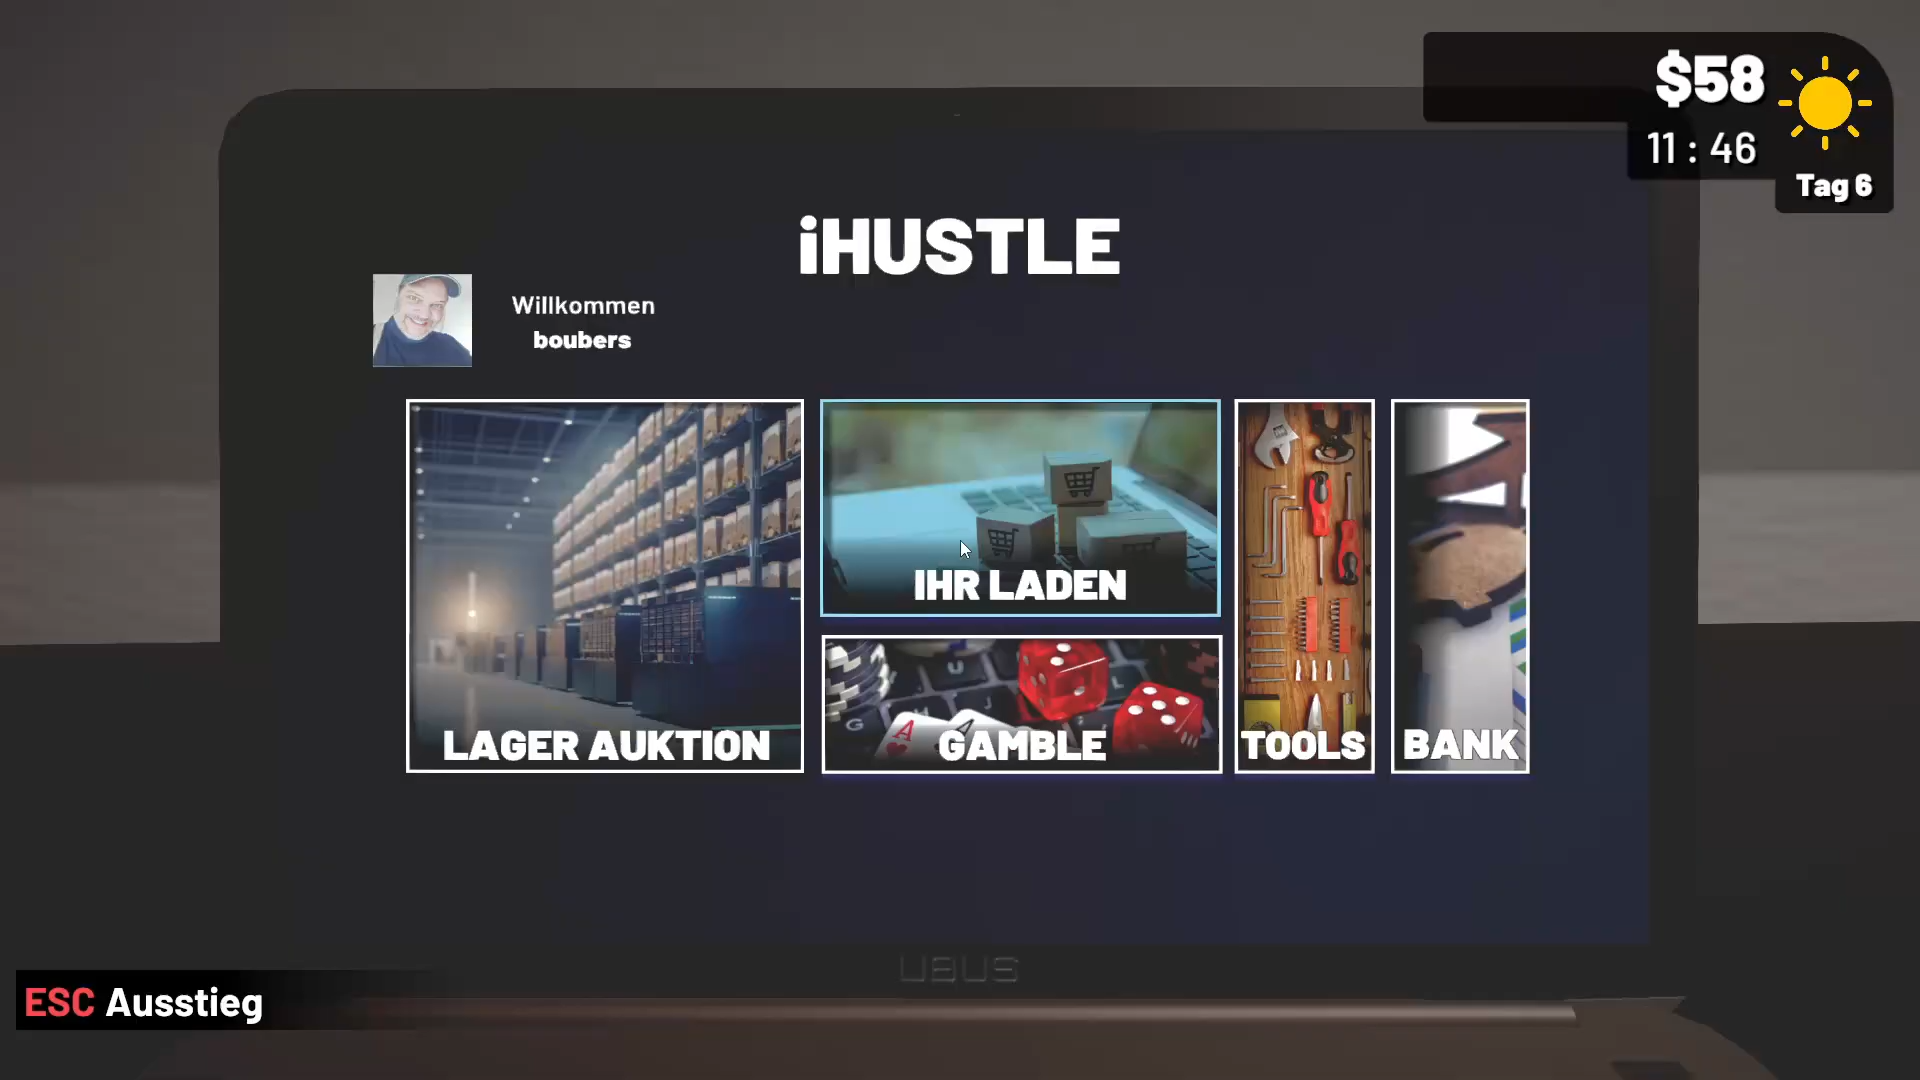 $58
11 : 46
Tag 6
iHUSTLE
Willkommen
boubers
IHR LADEN
LAGER AUKTION
GAMBLE
TOOLS
BANK
UBUS
ESC Ausstieg